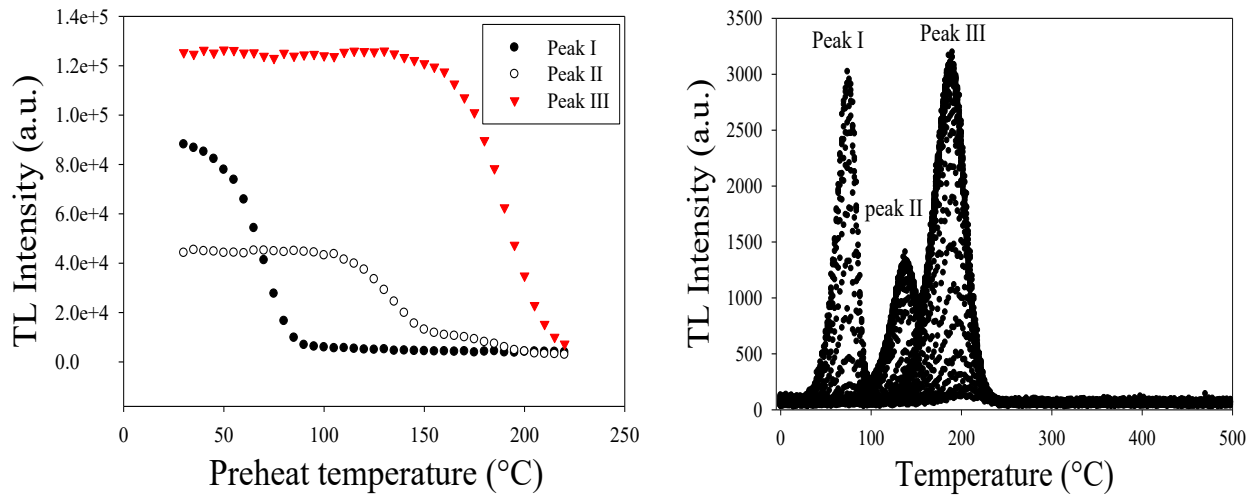 1.4e+5
1.2e+5
1.0e+5
8.0e+4
6.0e+4
4.0e+4
2.0e+4
0.0
TL Intensity (a.u.)
Peak I
Peak II
Peak III
0 50 100 150 200 250
Preheat temperature (°C)
3500
3000
2500
2000
1500
1000
500
0
TL Intensity (a.u.)
Peak I
peak II
Peak III
0 100 200 300 400 500
Temperature (°C)